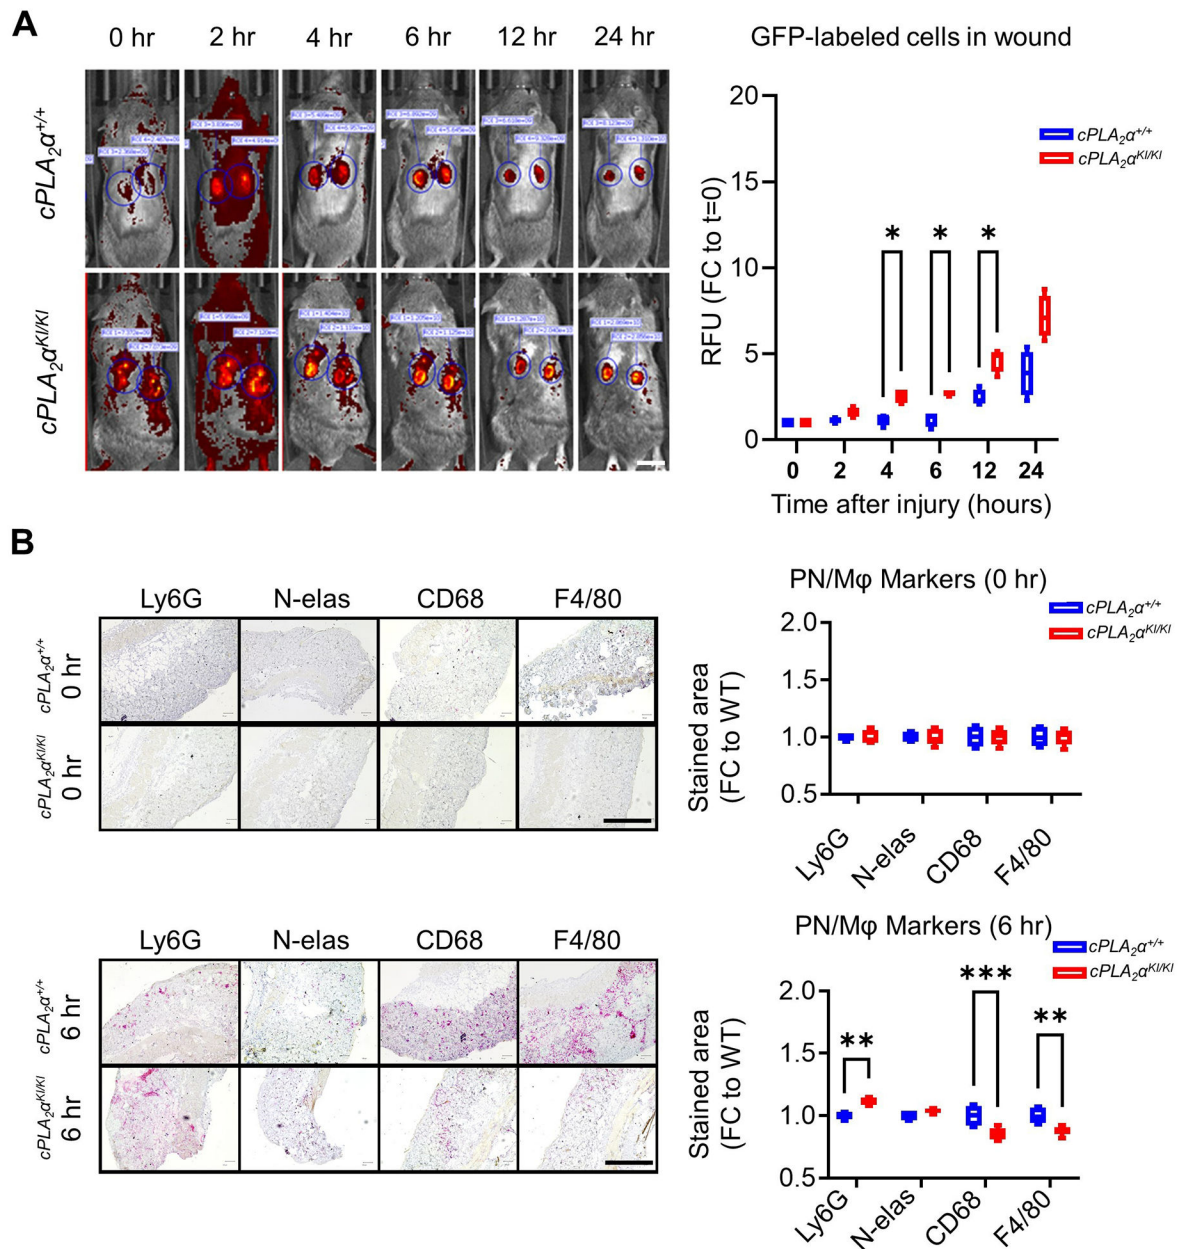 A
0 hr 2 hr 4 hr 6 hr 12 hr 24 hr
cPLA₂α⁺/⁺
cPLA₂αᴷᴵ/ᴷᴵ
GFP-labeled cells in wound
RFU (FC to t=0)
20
15
10
5
0
cPLA₂α⁺/⁺
cPLA₂αᴷᴵ/ᴷᴵ
* * *
0 2 4 6 12 24
Time after injury (hours)
B
Ly6G N-elas CD68 F4/80
cPLA₂α⁺/⁺
0 hr
cPLA₂αᴷᴵ/ᴷᴵ
0 hr
PN/Mφ Markers (0 hr)
cPLA₂α⁺/⁺
cPLA₂αᴷᴵ/ᴷᴵ
Stained area
(FC to WT)
2.0
1.5
1.0
0.5
Ly6G N-elas CD68 F4/80
Ly6G N-elas CD68 F4/80
cPLA₂α⁺/⁺
6 hr
cPLA₂αᴷᴵ/ᴷᴵ
6 hr
PN/Mφ Markers (6 hr)
cPLA₂α⁺/⁺
cPLA₂αᴷᴵ/ᴷᴵ
Stained area
(FC to WT)
2.0
1.5
1.0
0.5
** *** **
Ly6G N-elas CD68 F4/80